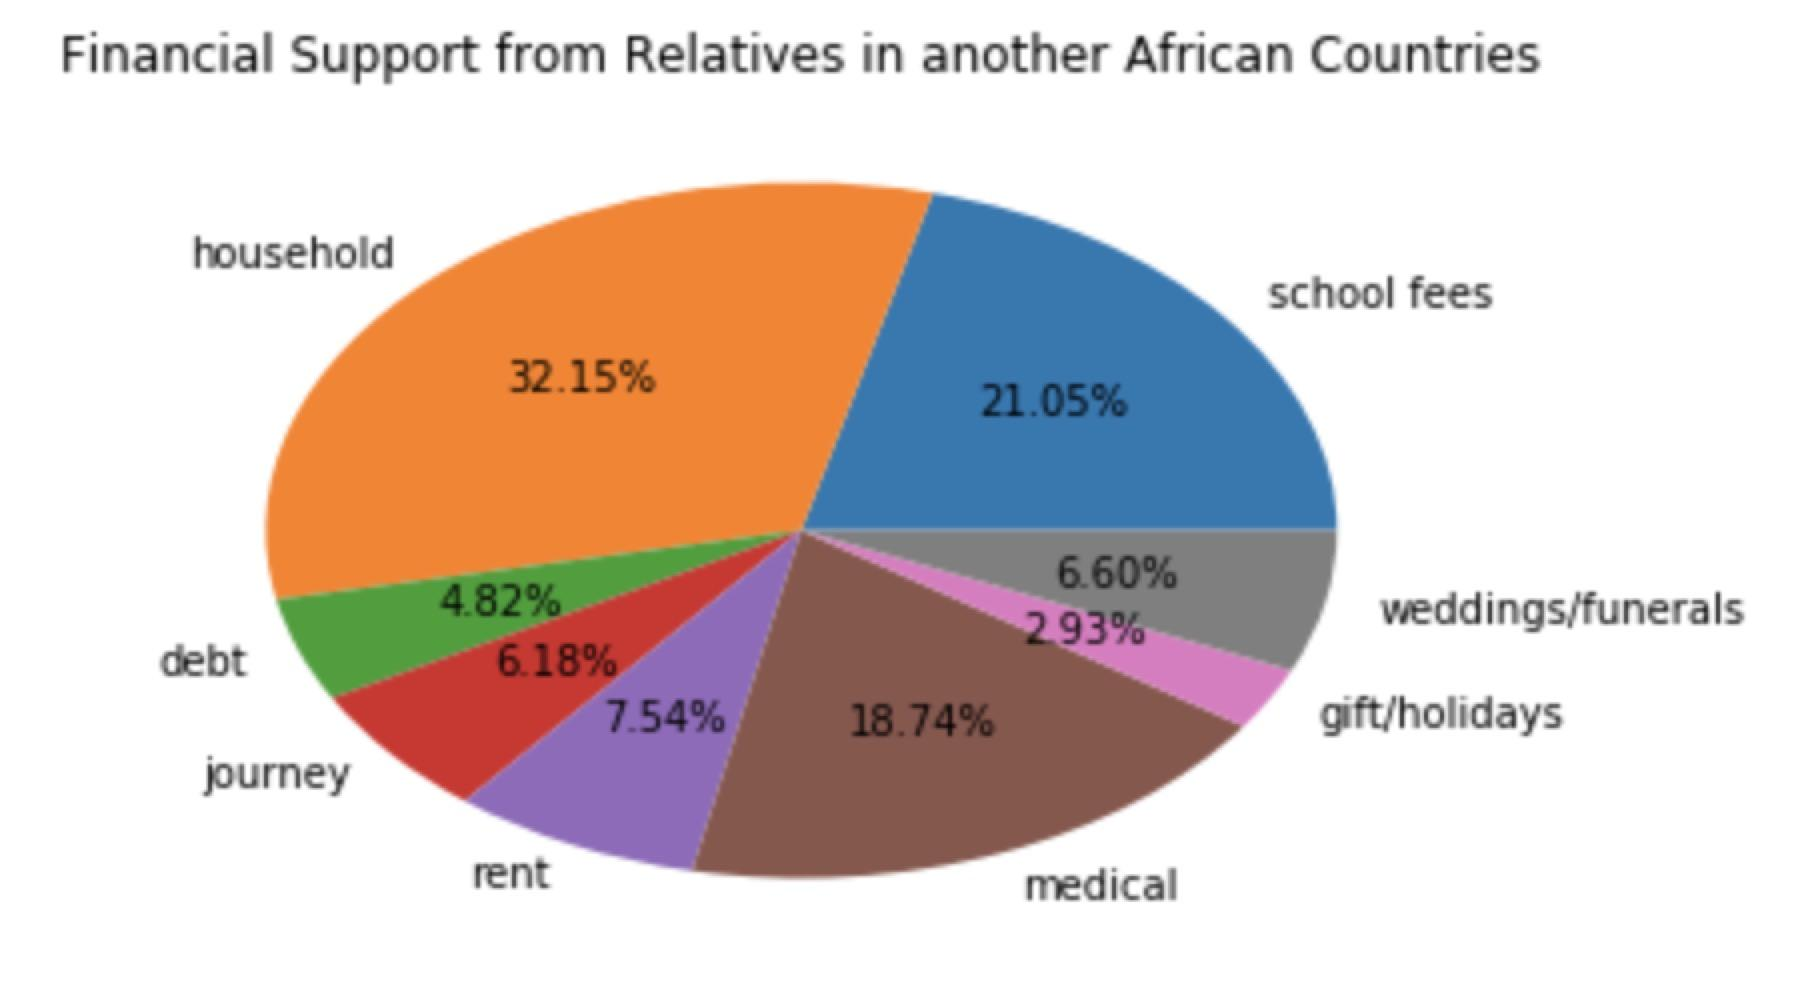 Financial Support from Relatives in another African Countries
household
school fees
32.15%
21.05%
6.60%
4.82%
weddings/funerals
2.93%
debt
6.18%
gift/holidays
7.54%
18.74%
journey
rent
medical